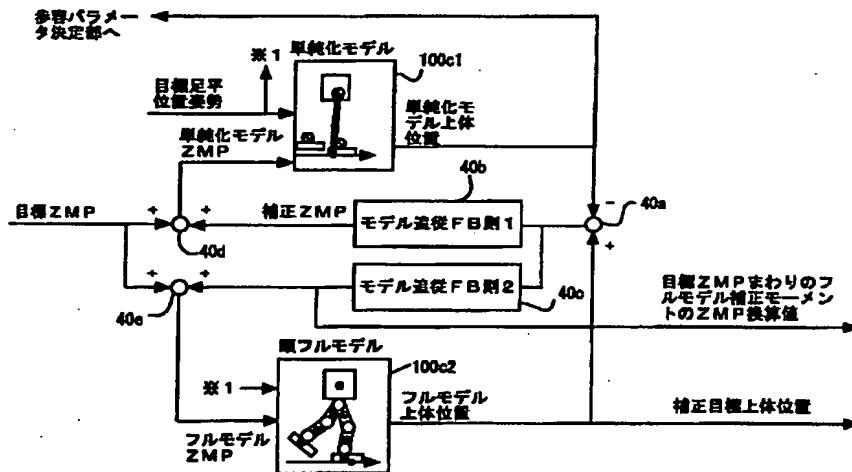 歩容パラメー
タ決定部へ
※1
単純化モデル
100c1
目標足平
位置姿勢
単純化モ
デル上体
位置
単純化モデル
ZMP
40b
目標ZMP
+
+
補正ZMP
モデル追従FB則1
-
40a
+
40d
+
+
モデル追従FB則2
40c
目標ZMPまわりのフ
ルモデル補正モーメン
トのZMP換算値
40e
順フルモデル
100c2
※1
フルモデル
上体位置
補正目標上体位置
フルモデル
ZMP